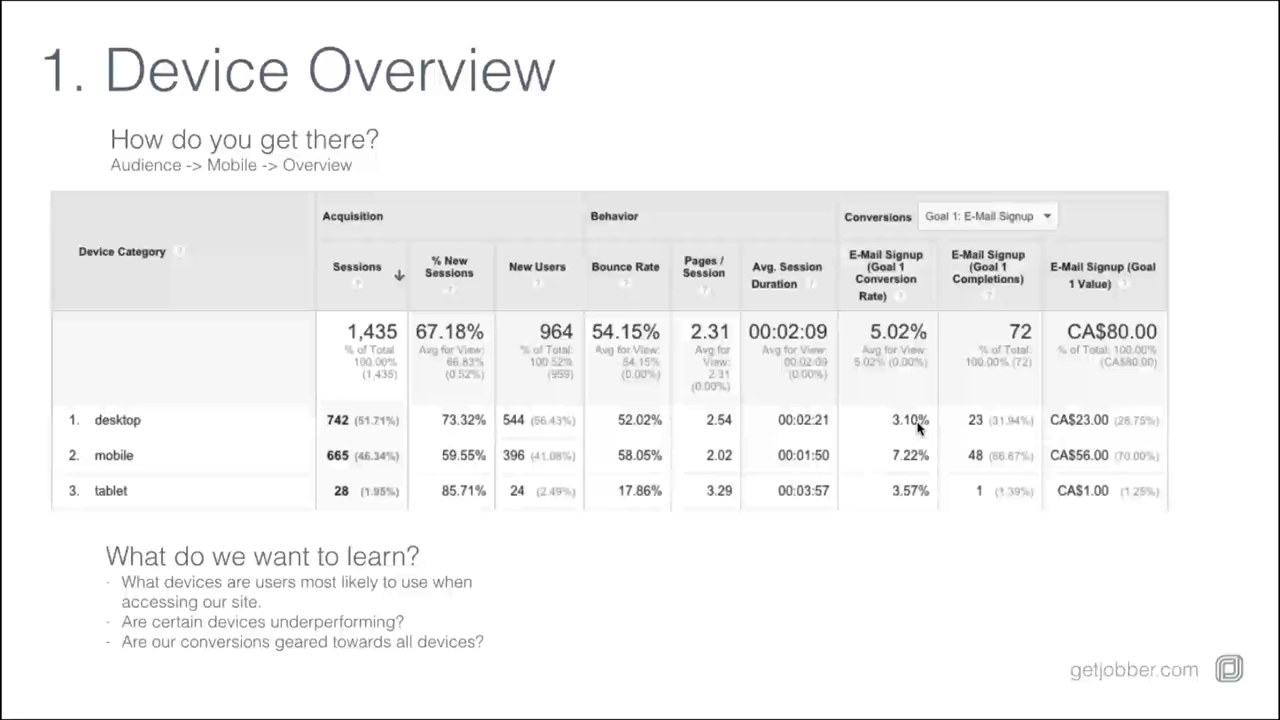 1. Device Overview
How do you get there?
Audience -> Mobile -> Overview
Device Category ?
Acquisition
Behavior
Conversions Goal 1: E-Mail Signup
Sessions ?
% New Sessions ?
New Users ?
Bounce Rate ?
Pages / Session ?
Avg. Session Duration ?
E-Mail Signup (Goal 1 Conversion Rate) ?
E-Mail Signup (Goal 1 Completions) ?
E-Mail Signup (Goal 1 Value) ?
1,435 % of Total: 100.00% (1,435)
67.18% Avg for View: 66.83% (0.52%)
964 % of Total: 100.52% (959)
54.15% Avg for View: 54.15% (0.00%)
2.31 Avg for View: 2.31 (0.00%)
00:02:09 Avg for View: 00:02:09 (0.00%)
5.02% Avg for View: 5.02% (0.00%)
72 % of Total: 100.00% (72)
CA$80.00 % of Total: 100.00% (CA$80.00)
1. desktop 742 (51.71%) 73.32% 544 (56.43%) 52.02% 2.54 00:02:21 3.10% 23 (31.94%) CA$23.00 (28.75%)
2. mobile 665 (46.34%) 59.55% 396 (41.08%) 58.05% 2.02 00:01:50 7.22% 48 (66.67%) CA$56.00 (70.00%)
3. tablet 28 (1.95%) 85.71% 24 (2.49%) 17.86% 3.29 00:03:57 3.57% 1 (1.39%) CA$1.00 (1.25%)
What do we want to learn?
- What devices are users most likely to use when
accessing our site.
- Are certain devices underperforming?
- Are our conversions geared towards all devices?
getjobber.com